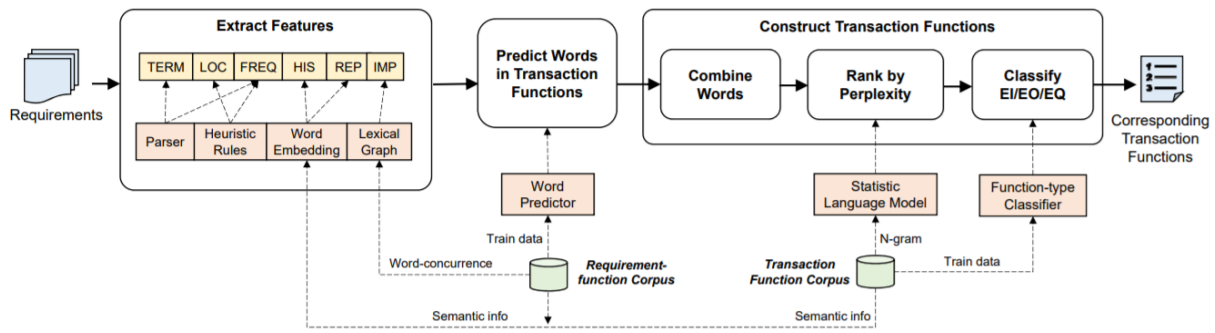 Extract Features
TERM LOC FREQ HIS REP IMP
Parser
Heuristic
Rules
Word
Embedding
Lexical
Graph
Requirements
Predict Words
in Transaction
Functions
Construct Transaction Functions
Combine
Words
Rank by
Perplexity
Classify
EI/EO/EQ
1
2
3
Corresponding
Transaction
Functions
Word
Predictor
Statistic
Language Model
Function-type
Classifier
Train data
N-gram
Word-concurrence
Requirement-
function Corpus
Transaction
Function Corpus
Train data
Semantic info
Semantic info